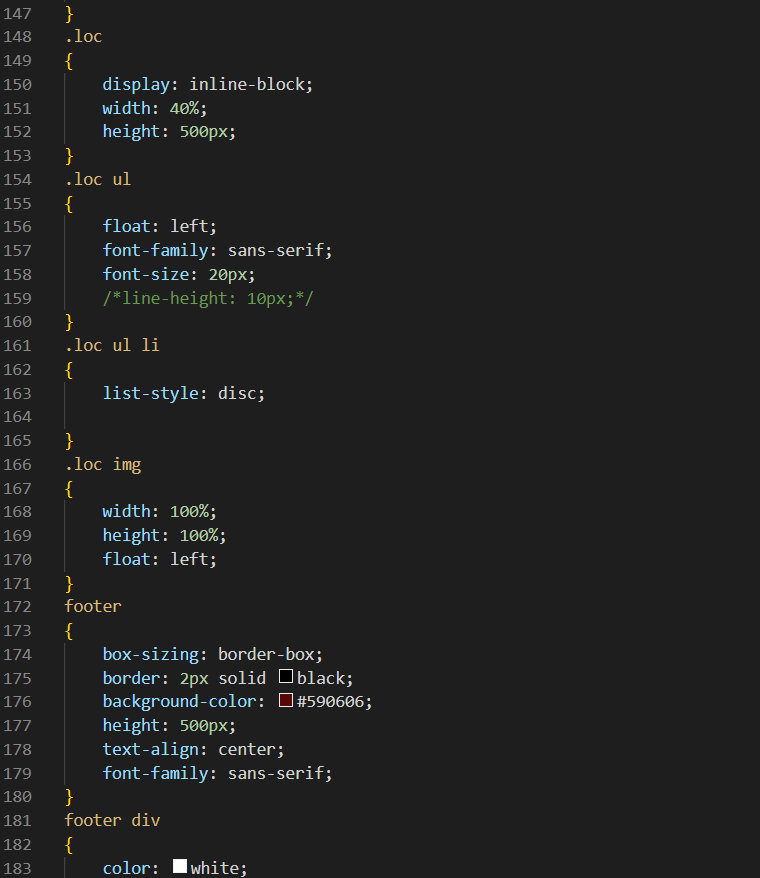 147 }
148 .loc
149 {
150 display: inline-block;
151 width: 40%;
152 height: 500px;
153 }
154 .loc ul
155 {
156 float: left;
157 font-family: sans-serif;
158 font-size: 20px;
159 /*line-height: 10px;*/
160 }
161 .loc ul li
162 {
163 list-style: disc;
164
165 }
166 .loc img
167 {
168 width: 100%;
169 height: 100%;
170 float: left;
171 }
172 footer
173 {
174 box-sizing: border-box;
175 border: 2px solid black;
176 background-color: #590606;
177 height: 500px;
178 text-align: center;
179 font-family: sans-serif;
180 }
181 footer div
182 {
183 color: white;